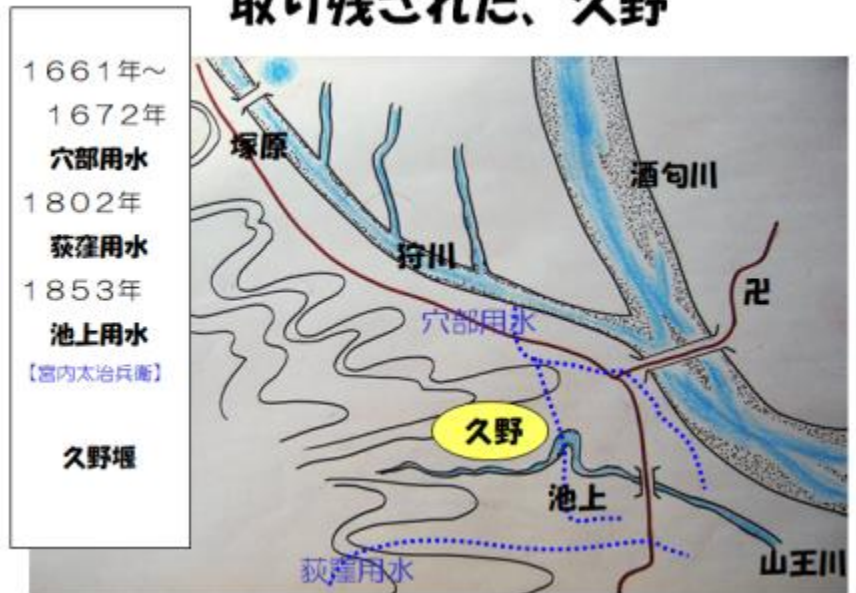 取り残された、久野
1661年～
1672年
穴部用水
1802年
荻窪用水
1853年
池上用水
【宮内太治兵衞】
久野堰
塚原
酒匂川
狩川
卍
穴部用水
久野
池上
荻窪用水
山王川